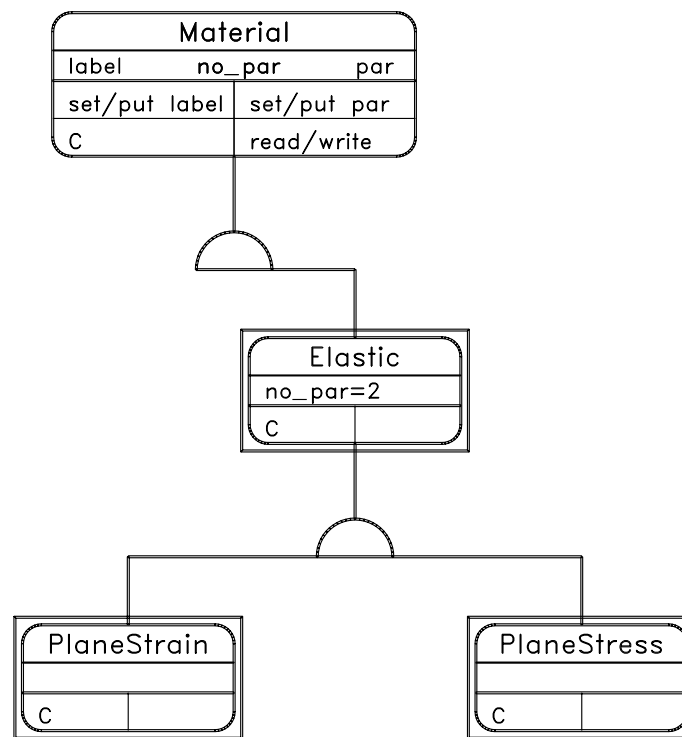 Material
label no_par par
set/put label set/put par
C read/write
Elastic
no_par=2
C
PlaneStrain PlaneStress
C C